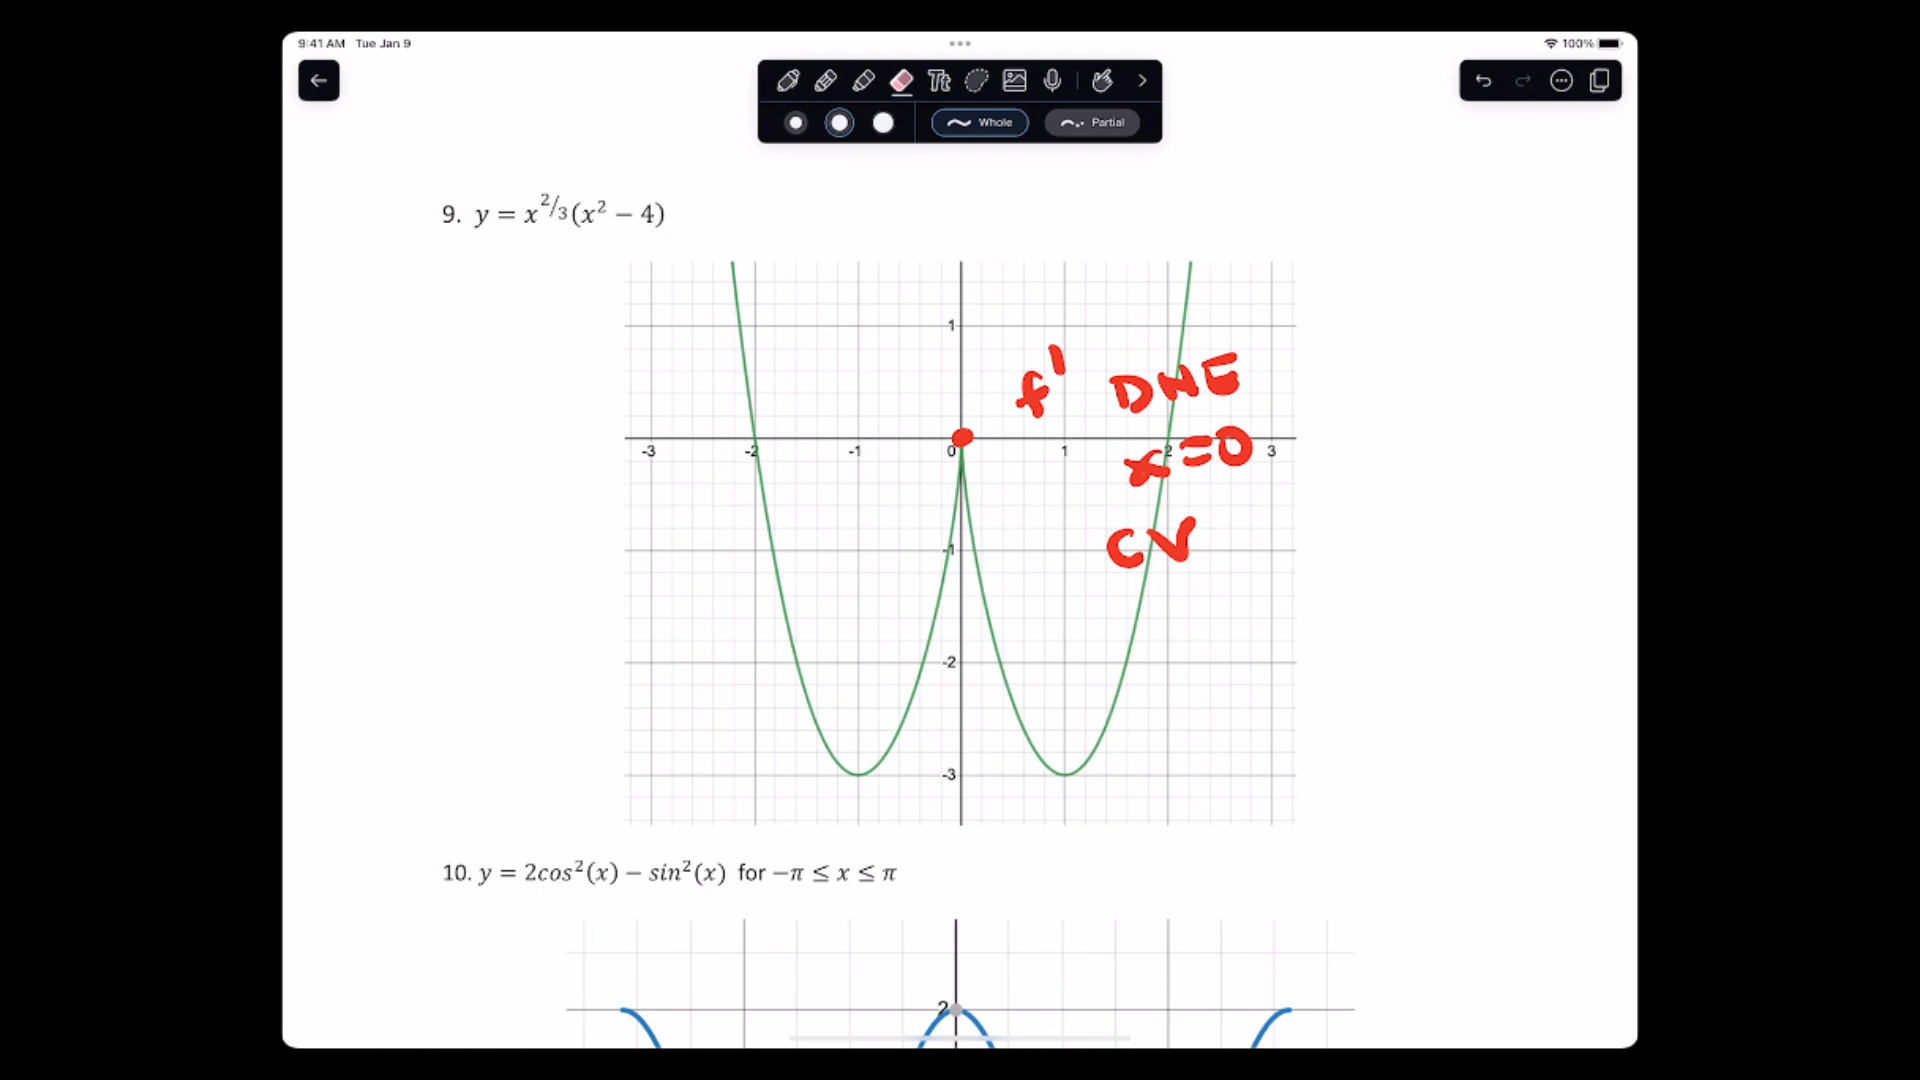 9:41 AM Tue Jan 9
100%
Tt
Whole Partial
9. y = x^{2/3}(x² − 4)
1
f' DNE
-3 -2 -1 0 1 2 3
x=0
-1
CV
-2
-3
10. y = 2cos²(x) − sin²(x) for −π ≤ x ≤ π
2